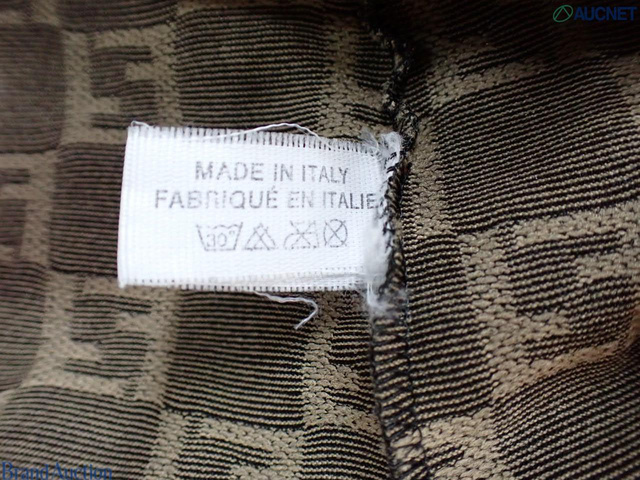 AUCNET
MADE IN ITALY
FABRIQUÉ EN ITALIE
30
Brand Auction